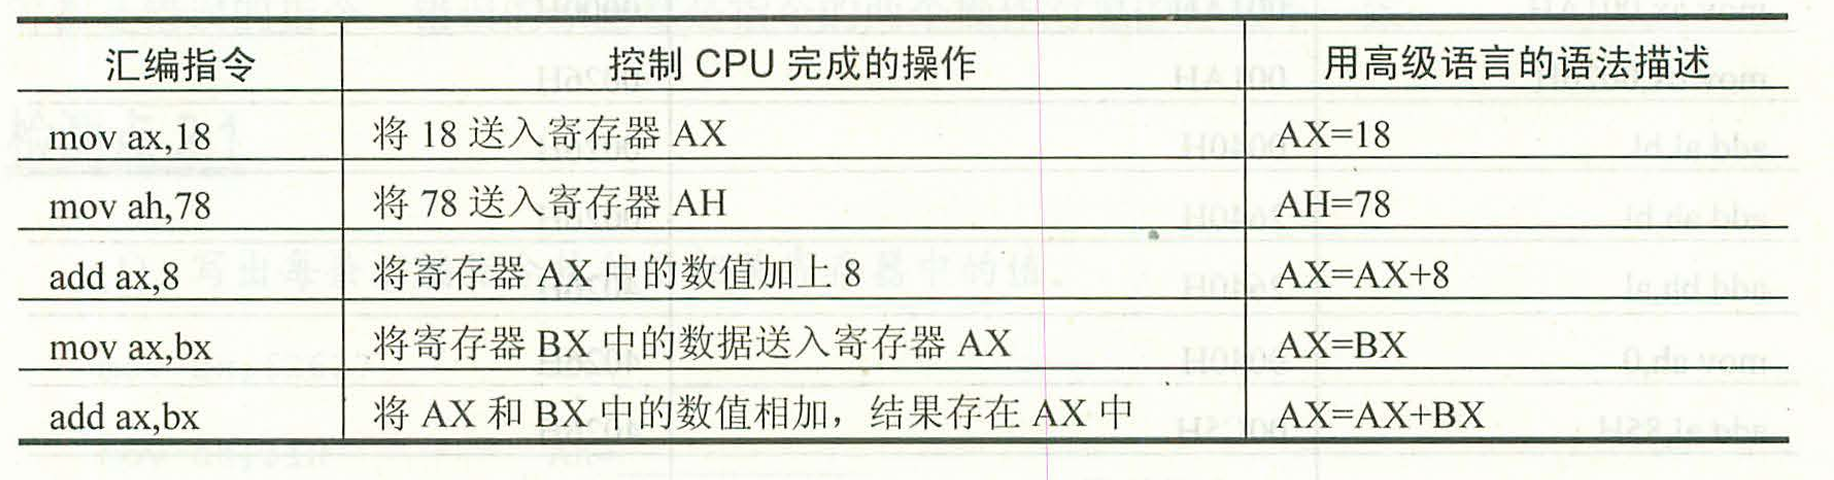 汇编指令 控制 CPU 完成的操作 用高级语言的语法描述
mov ax,18 将 18 送入寄存器 AX AX=18
mov ah,78 将 78 送入寄存器 AH AH=78
add ax,8 将寄存器 AX 中的数值加上 8 AX=AX+8
mov ax,bx 将寄存器 BX 中的数据送入寄存器 AX AX=BX
add ax,bx 将 AX 和 BX 中的数值相加，结果存在 AX 中 AX=AX+BX